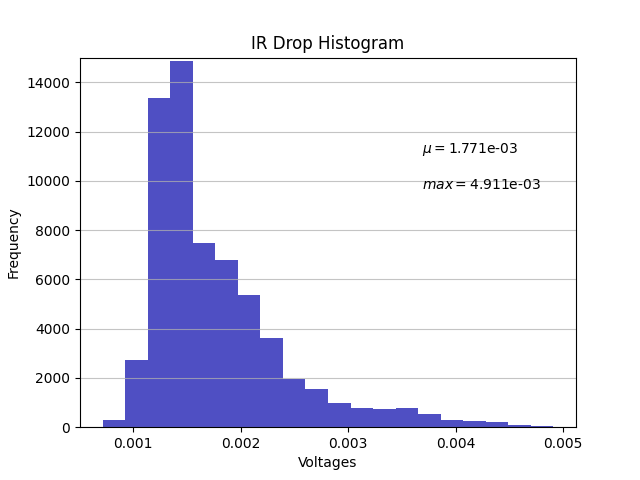 IR Drop Histogram
14000
12000
10000
8000
6000
4000
2000
0
Frequency
μ = 1.771e-03
max = 4.911e-03
0.001 0.002 0.003 0.004 0.005
Voltages